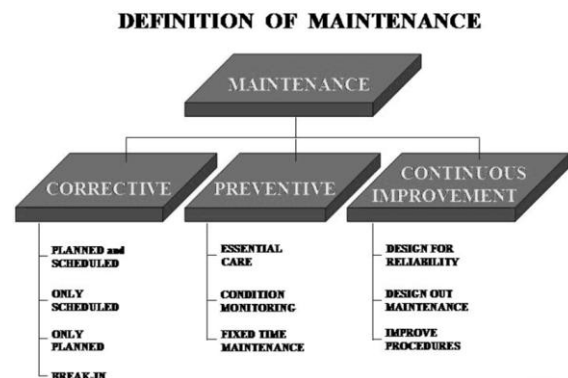 DEFINITION OF MAINTENANCE
MAINTENANCE
CORRECTIVE
PREVENTIVE
CONTINUOUS
IMPROVEMENT
PLANNED and
SCHEDULED
ONLY
SCHEDULED
ONLY
PLANNED
BREAK-IN
ESSENTIAL
CARE
CONDITION
MONITORING
FIXED TIME
MAINTENANCE
DESIGN FOR
RELIABILITY
DESIGN OUT
MAINTENANCE
IMPROVE
PROCEDURES